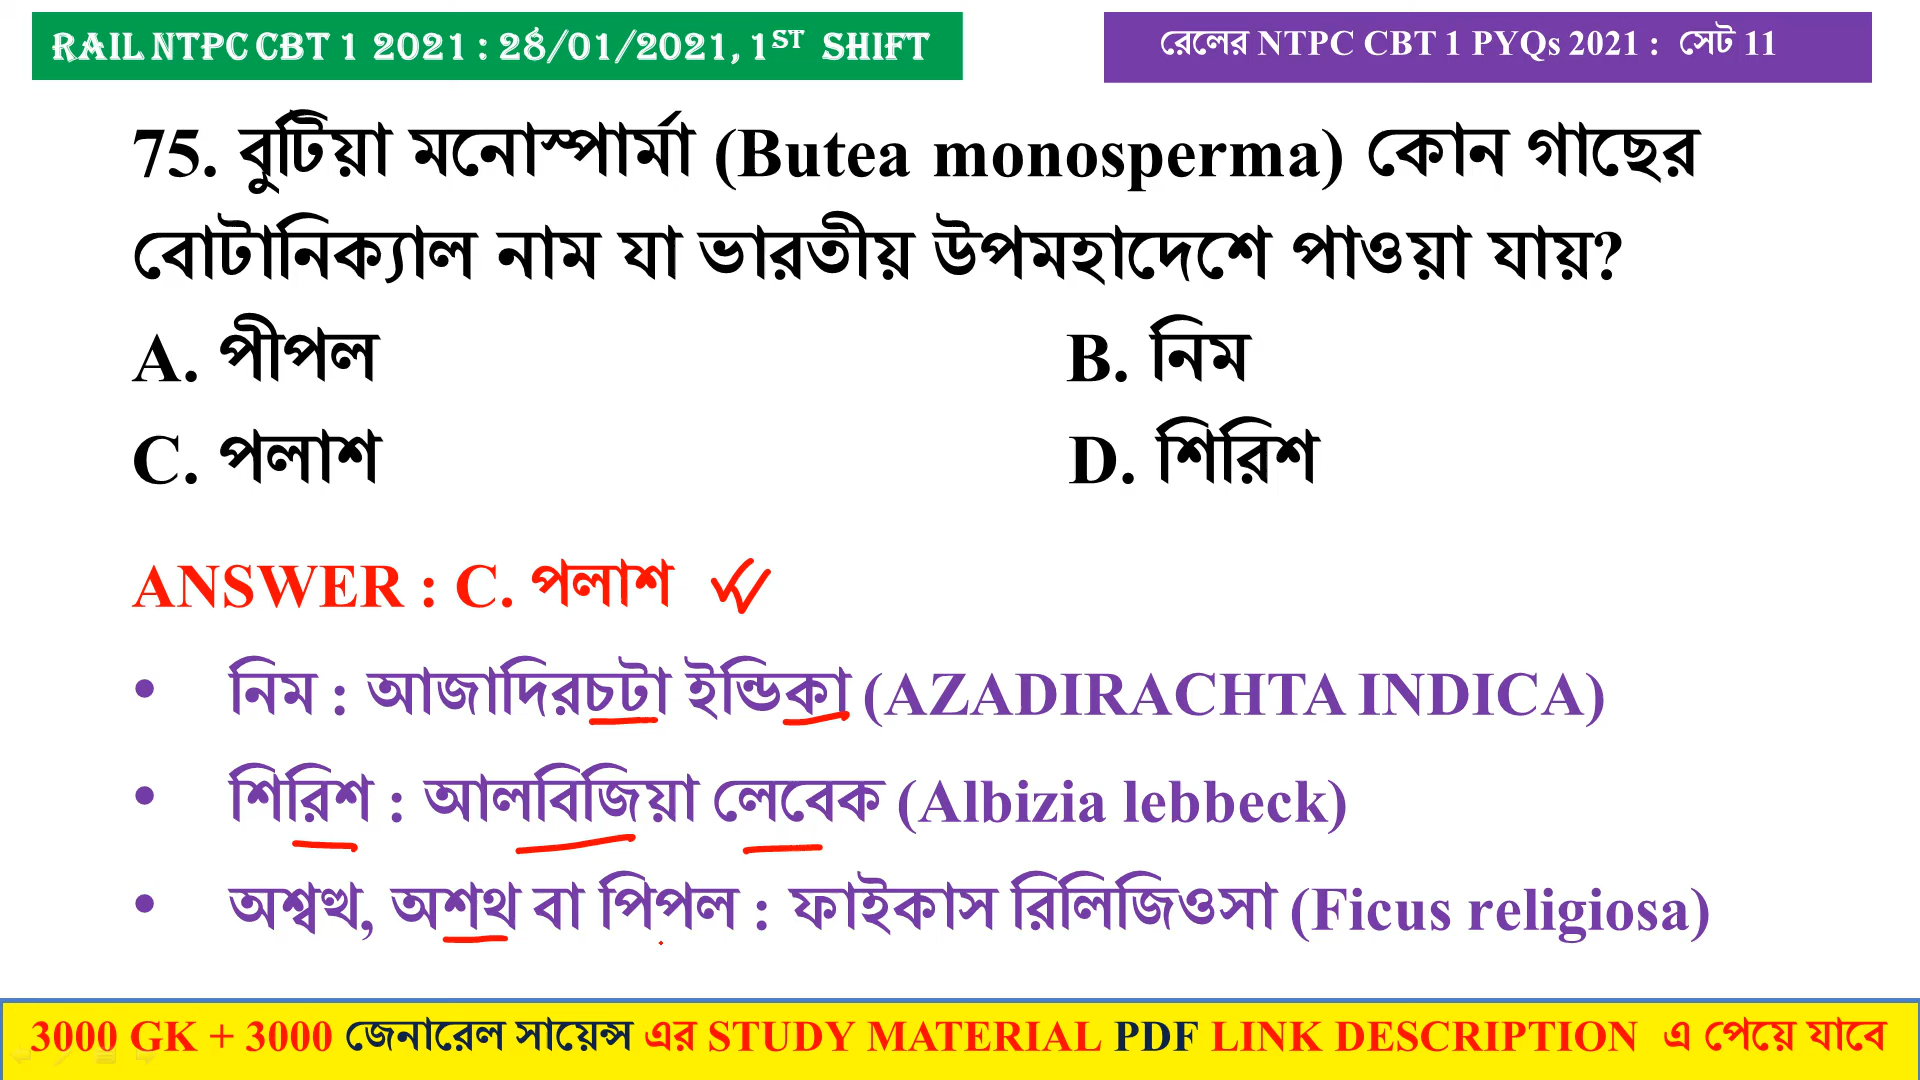 RAIL NTPC CBT 1 2021 : 28/01/2021, 1ST SHIFT
রেলের NTPC CBT 1 PYQs 2021 : সেট 11
75. বুটিয়া মনোস্পার্মা (Butea monosperma) কোন গাছের
বোটানিক্যাল নাম যা ভারতীয় উপমহাদেশে পাওয়া যায়?
A. পীপল
B. নিম
C. পলাশ
D. শিরিশ
ANSWER : C. পলাশ
• নিম : আজাদিরচটা ইন্ডিকা (AZADIRACHTA INDICA)
• শিরিশ : আলবিজিয়া লেবেক (Albizia lebbeck)
• অশ্বত্থ, অশথ বা পিপল : ফাইকাস রিলিজিওসা (Ficus religiosa)
3000 GK + 3000 জেনারেল সায়েন্স এর STUDY MATERIAL PDF LINK DESCRIPTION এ পেয়ে যাবে